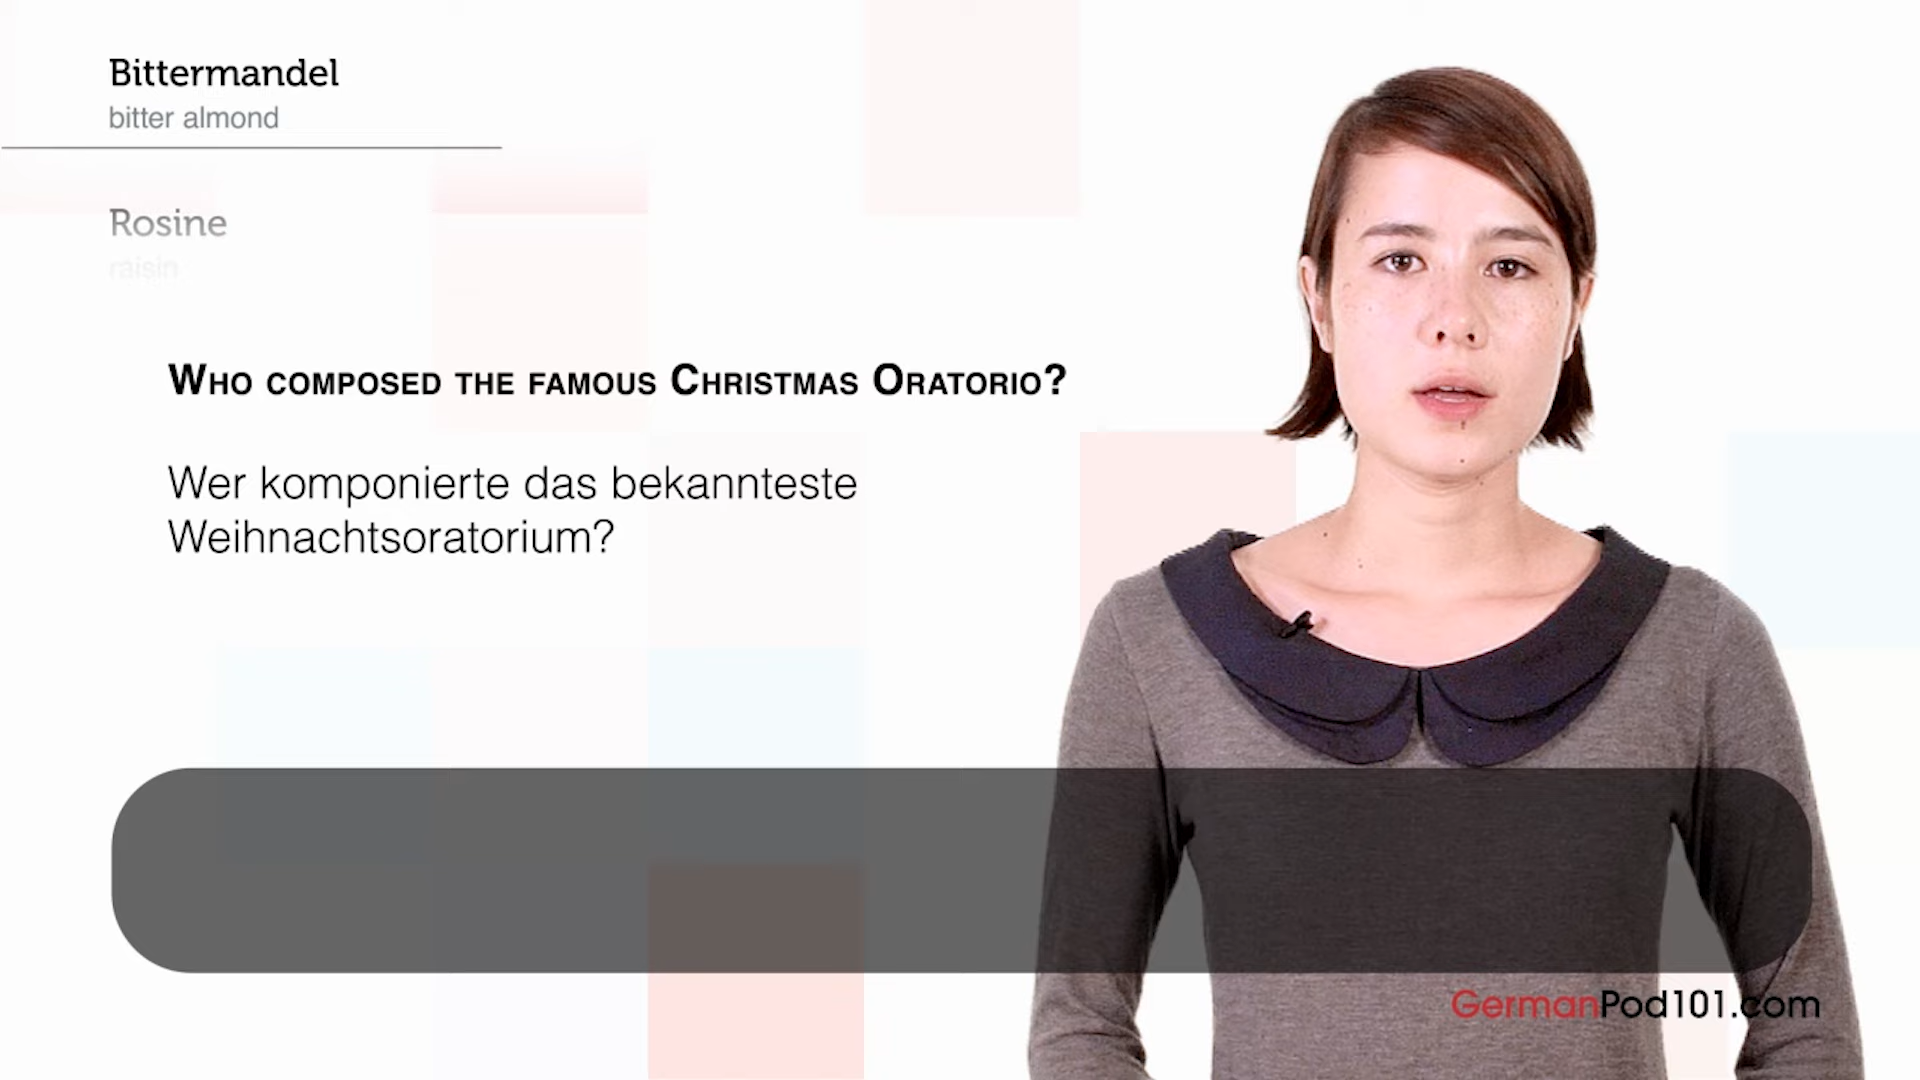 Bittermandel
bitter almond
Rosine
raisin
Who composed the famous Christmas Oratorio?
Wer komponierte das bekannteste
Weihnachtsoratorium?
GermanPod101.com